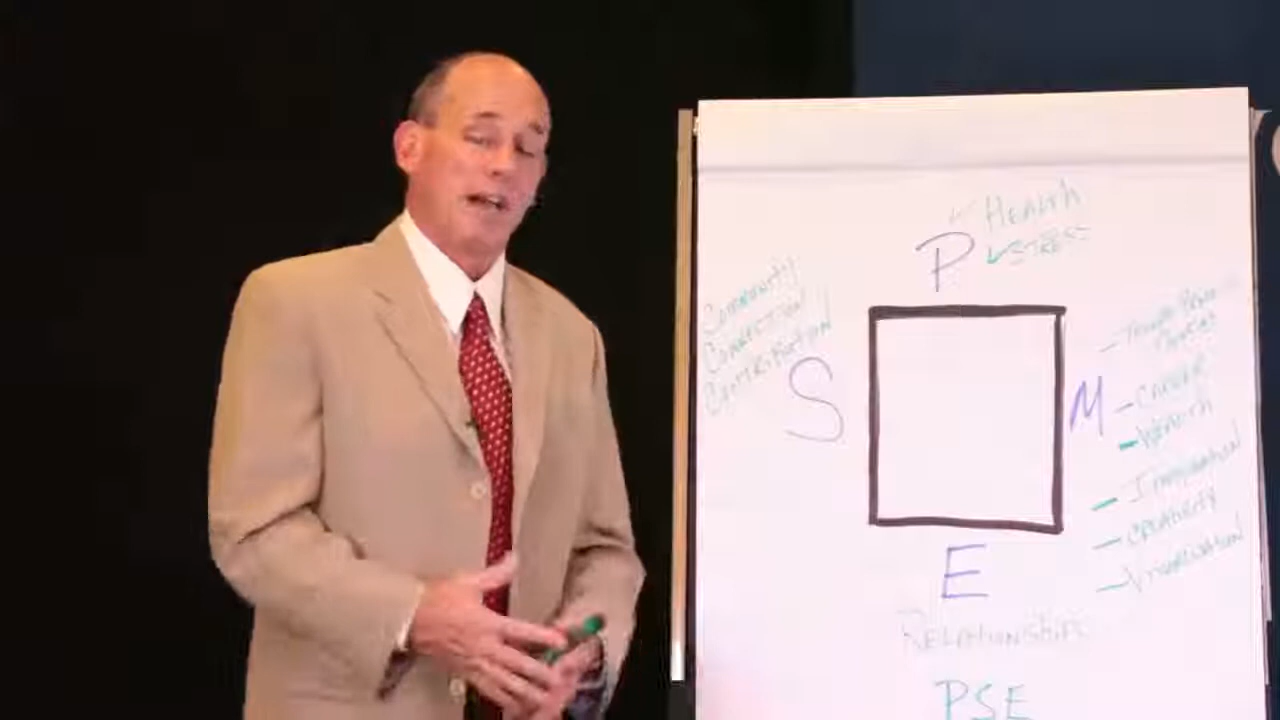 HEALTH
P
STRESS
COMMUNITY
CONNECTION
CONTRIBUTION
S
M
CAREER
WEALTH
IMAGINATION
CREATIVITY
VISUALIZATION
E
RELATIONSHIPS
PSE